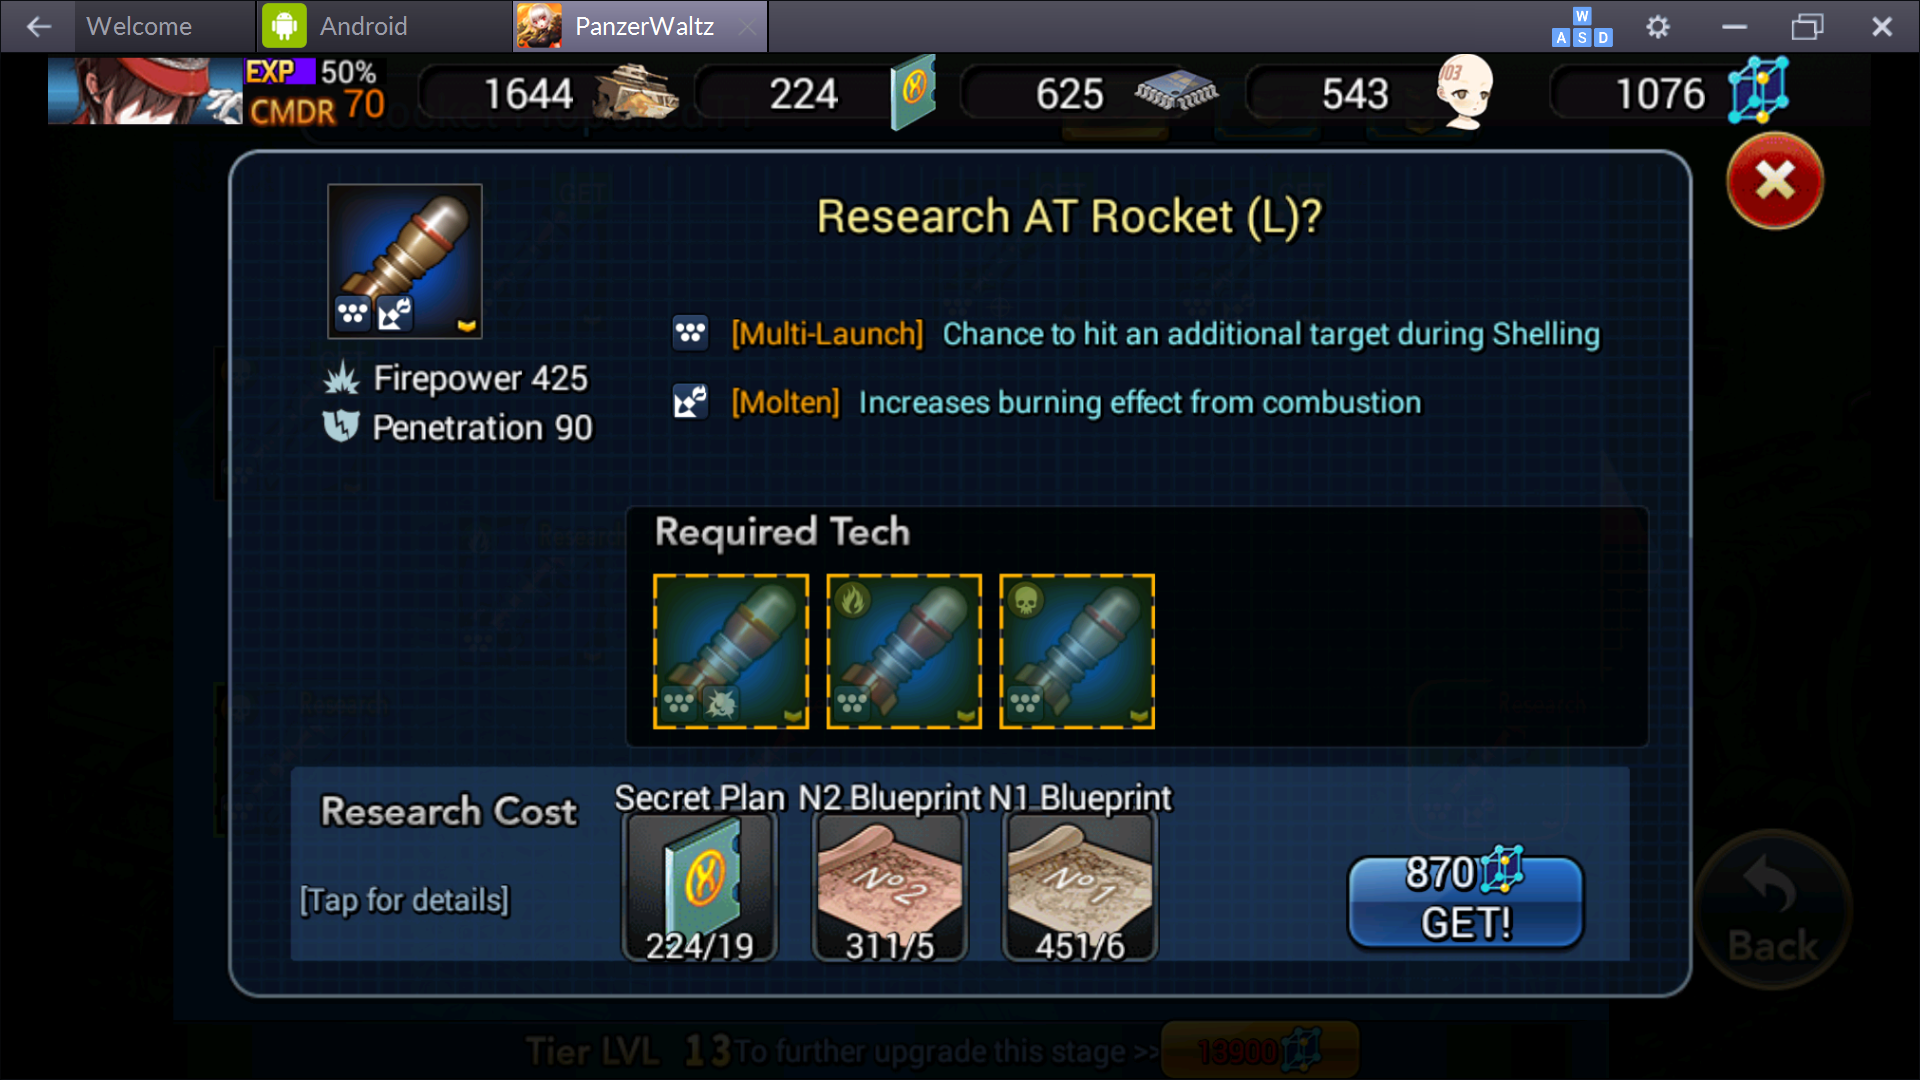 Welcome
Android
PanzerWaltz
W
A S D
EXP 50%
CMDR 70
1644
224
625
543
103
1076
Research AT Rocket (L)?
[Multi-Launch] Chance to hit an additional target during Shelling
[Molten] Increases burning effect from combustion
Firepower 425
Penetration 90
Required Tech
Research Cost
[Tap for details]
Secret Plan
N2 Blueprint
N1 Blueprint
No2
No1
224/19
311/5
451/6
870
GET!
Back
Tier LVL 13 To further upgrade this stage >>
13900